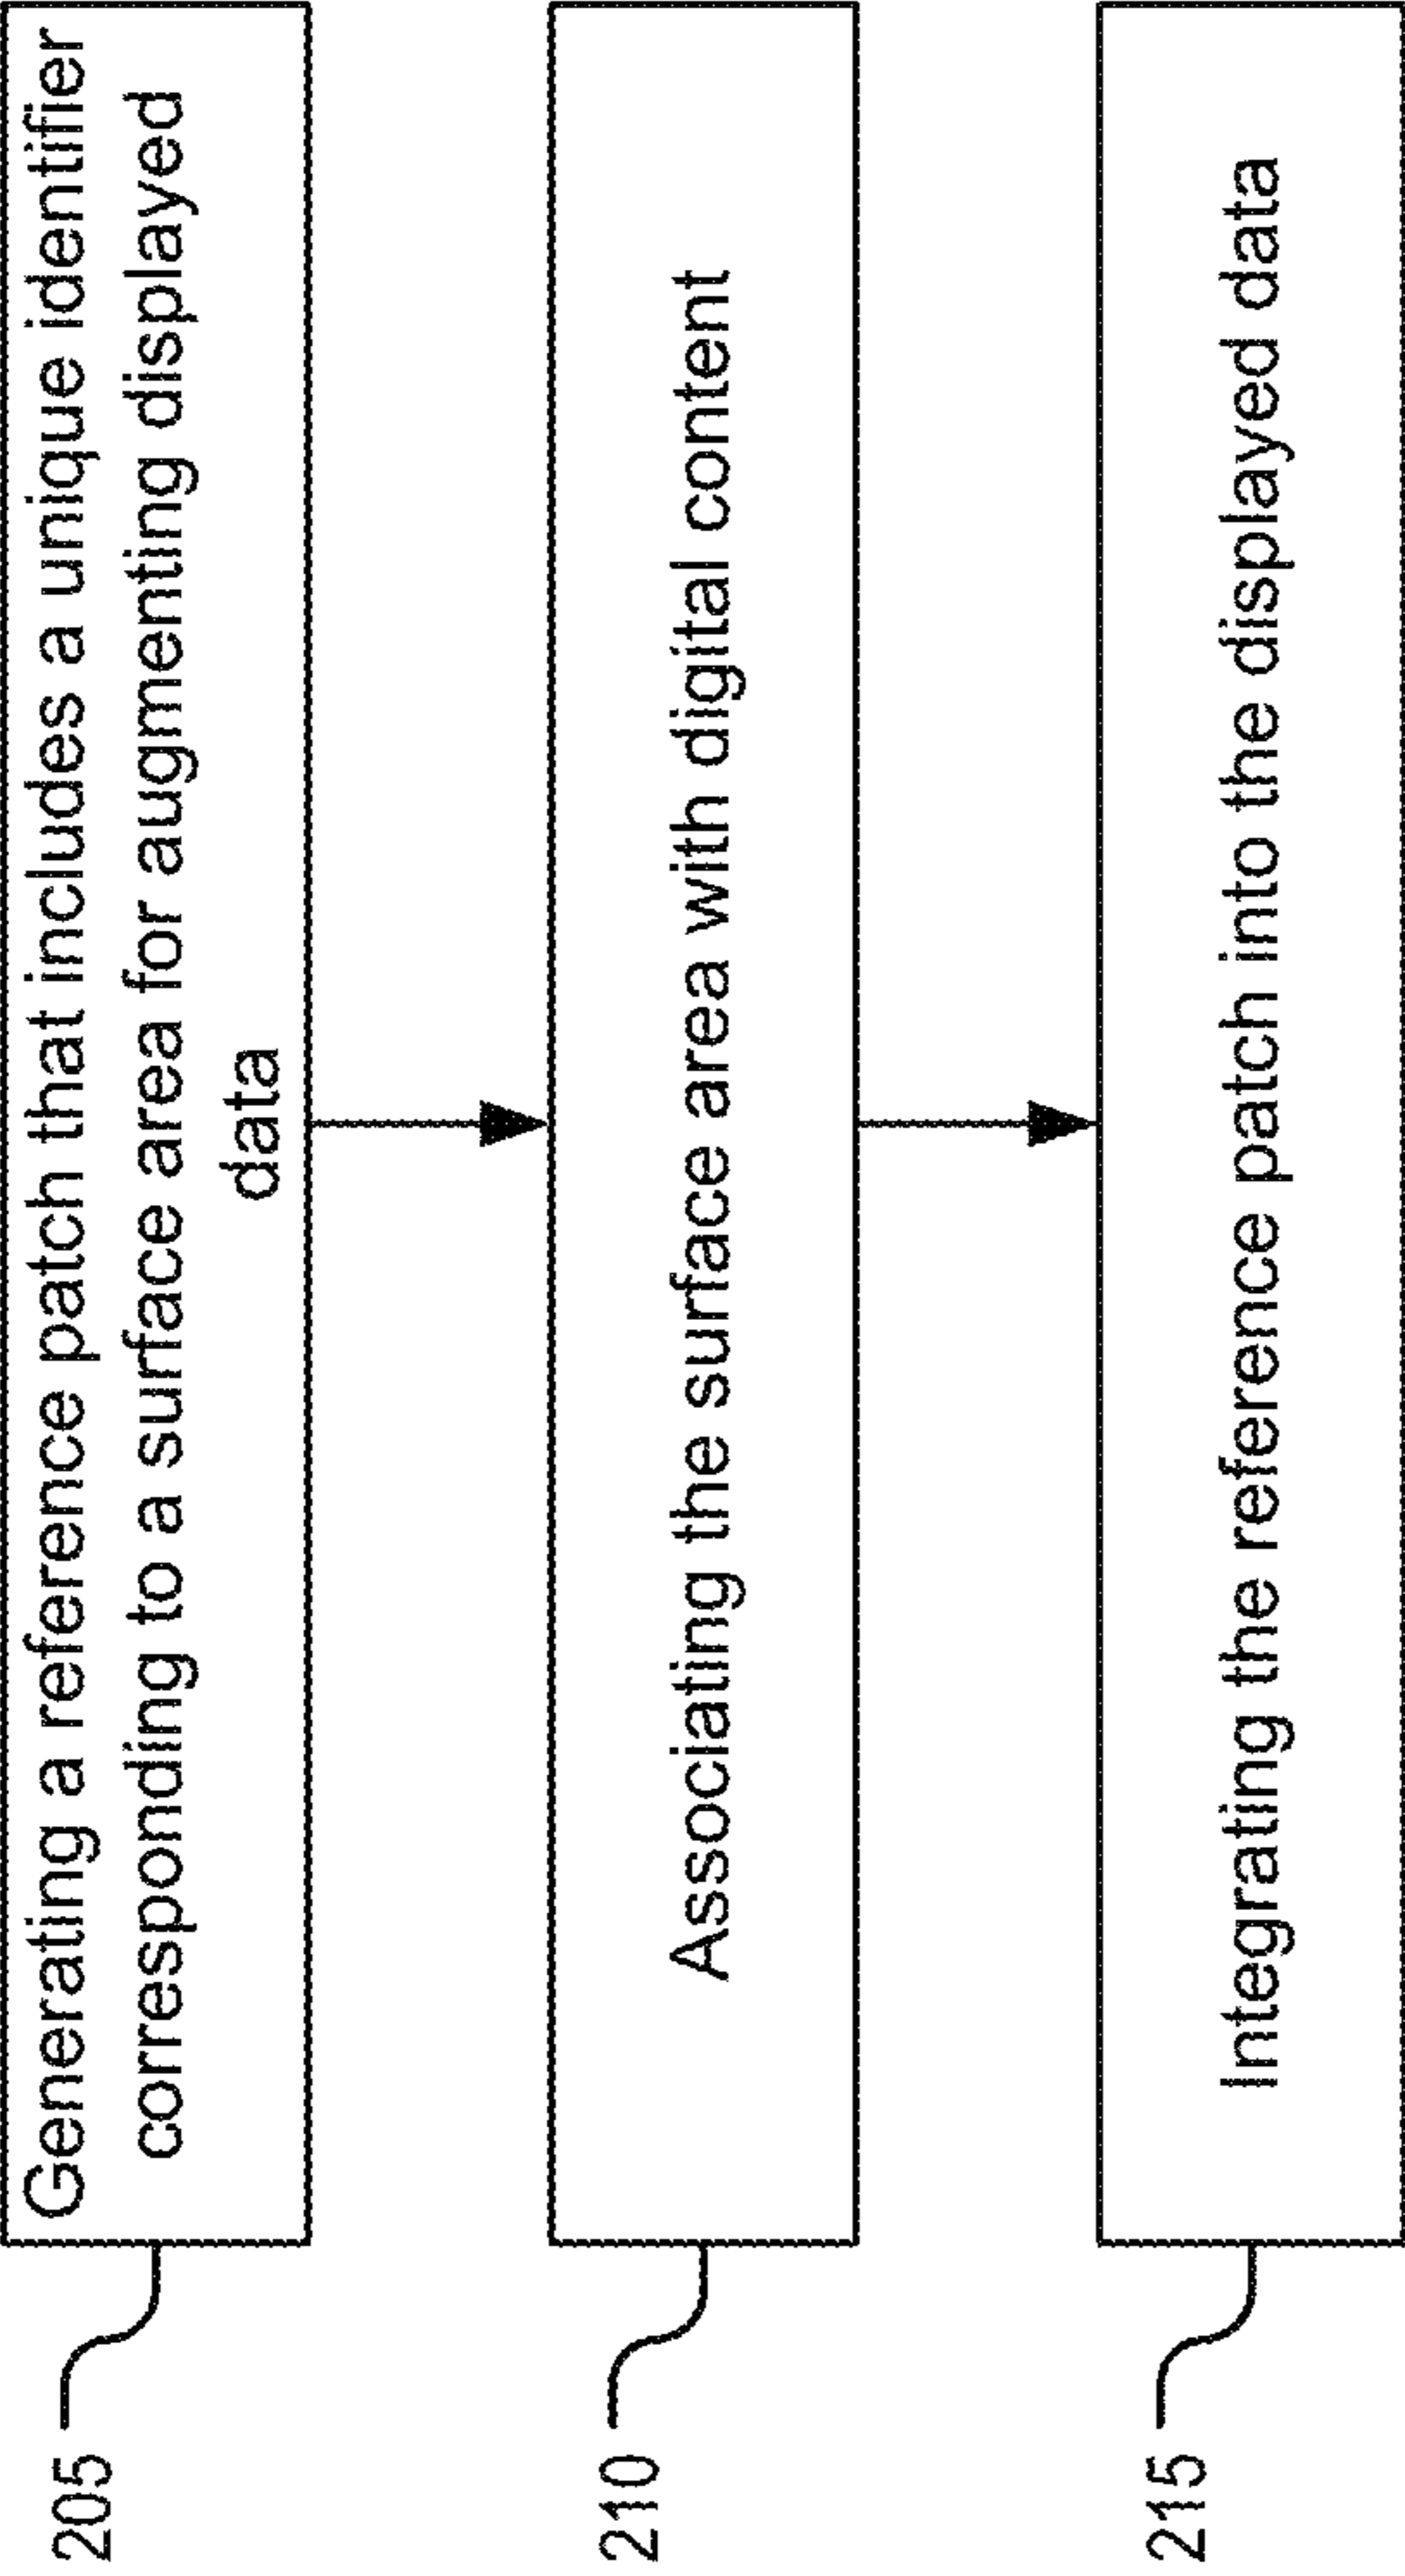 205
Generating a reference patch that includes a unique identifier
corresponding to a surface area for augmenting displayed
data
210
Associating the surface area with digital content
215
Integrating the reference patch into the displayed data